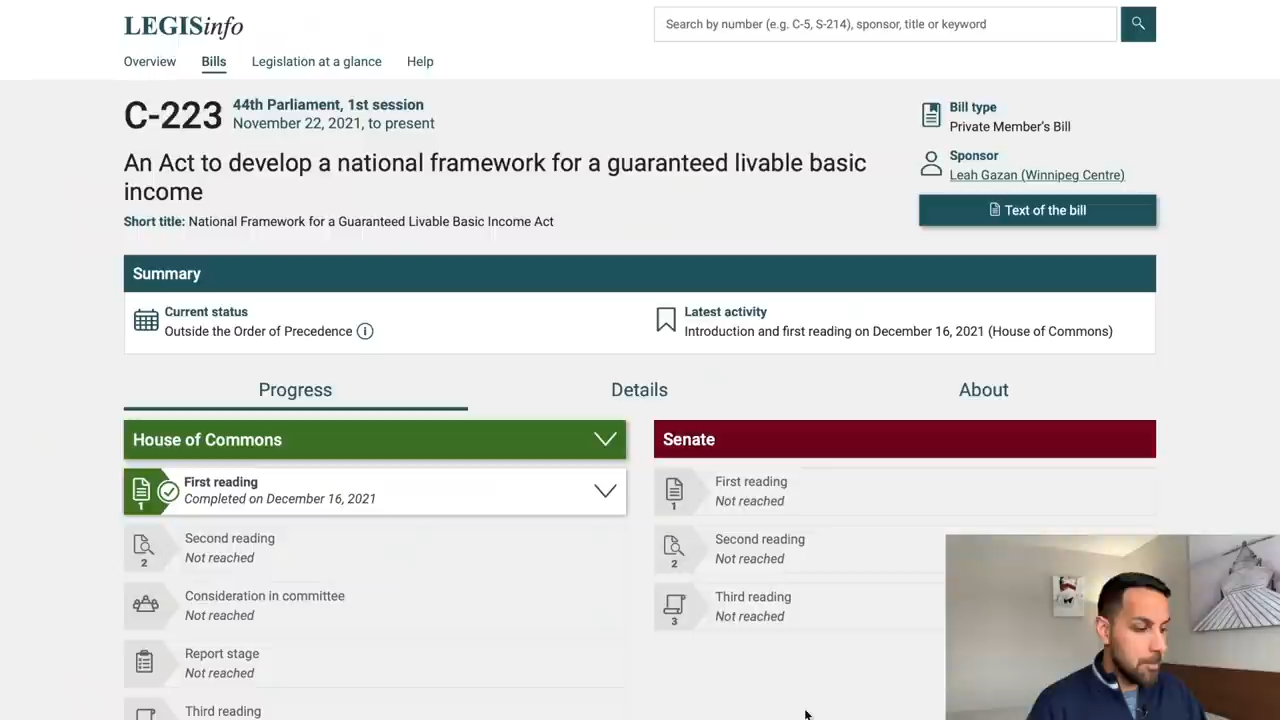 LEGISinfo
Search by number (e.g. C-5, S-214), sponsor, title or keyword
Overview
Bills
Legislation at a glance
Help
C-223
44th Parliament, 1st session
November 22, 2021, to present
An Act to develop a national framework for a guaranteed livable basic
income
Short title: National Framework for a Guaranteed Livable Basic Income Act
Bill type
Private Member's Bill
Sponsor
Leah Gazan (Winnipeg Centre)
Text of the bill
Summary
Current status
Outside the Order of Precedence
Latest activity
Introduction and first reading on December 16, 2021 (House of Commons)
Progress
Details
About
House of Commons
1
First reading
Completed on December 16, 2021
2
Second reading
Not reached
Consideration in committee
Not reached
Report stage
Not reached
Third reading
Senate
1
First reading
Not reached
2
Second reading
Not reached
3
Third reading
Not reached